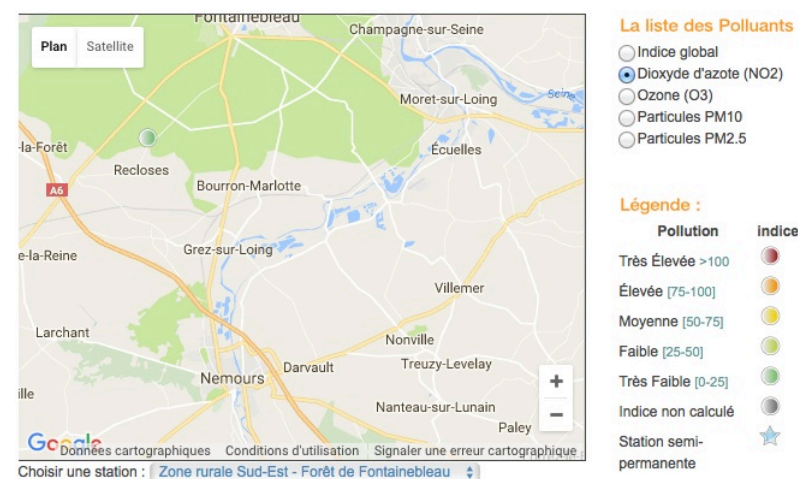 Fontainebleau
Champagne-sur-Seine
Plan Satellite
Seine
Moret-sur-Loing
-la-Forêt
Écuelles
Recloses
A6
Bourron-Marlotte
e-la-Reine
Grez-sur-Loing
Villemer
Larchant
Nonville
Darvault
Treuzy-Levelay
Nemours
+
ille
Nanteau-sur-Lunain
−
Paley
Google
Données cartographiques Conditions d'utilisation Signaler une erreur cartographique
Choisir une station : Zone rurale Sud-Est - Forêt de Fontainebleau
La liste des Polluants
Indice global
Dioxyde d'azote (NO2)
Ozone (O3)
Particules PM10
Particules PM2.5
Légende :
Pollution indice
Très Élevée >100
Élevée [75-100]
Moyenne [50-75]
Faible [25-50]
Très Faible [0-25]
Indice non calculé
Station semi-
permanente